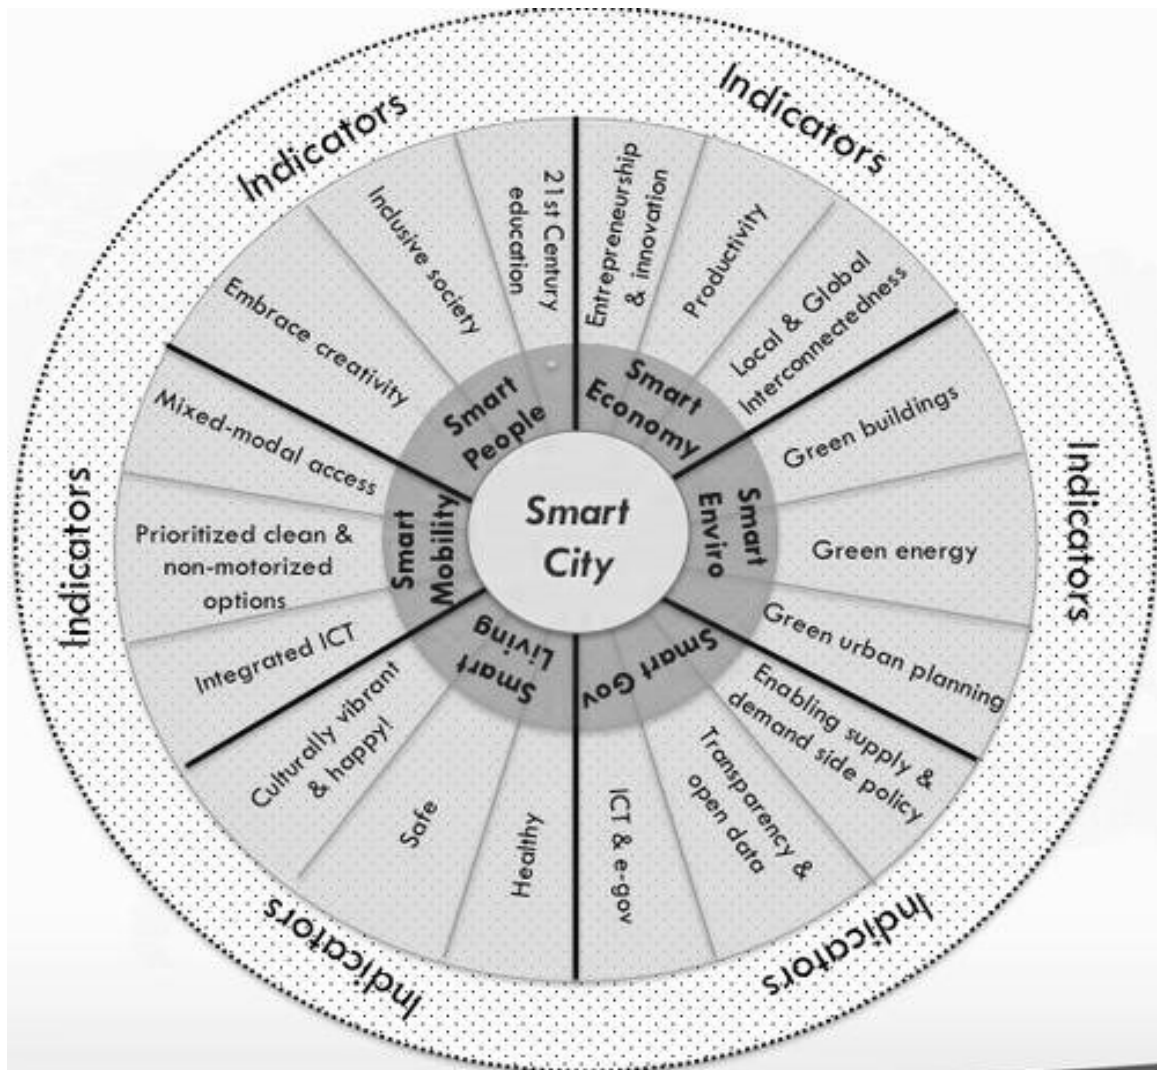 Smart
City
Smart
Economy
Entrepreneurship
& innovation
Productivity
Local & Global
Interconnectedness
Smart
Enviro
Green buildings
Green energy
Green urban planning
Smart Gov
Enabling supply &
demand side policy
Transparency &
open data
ICT & e-gov
Smart
Living
Healthy
Safe
Culturally vibrant
& happy!
Smart
Mobility
Integrated ICT
Prioritized clean &
non-motorized
options
Mixed-modal access
Smart
People
Embrace creativity
Inclusive society
21st Century
education
Indicators
Indicators
Indicators
Indicators
Indicators
Indicators